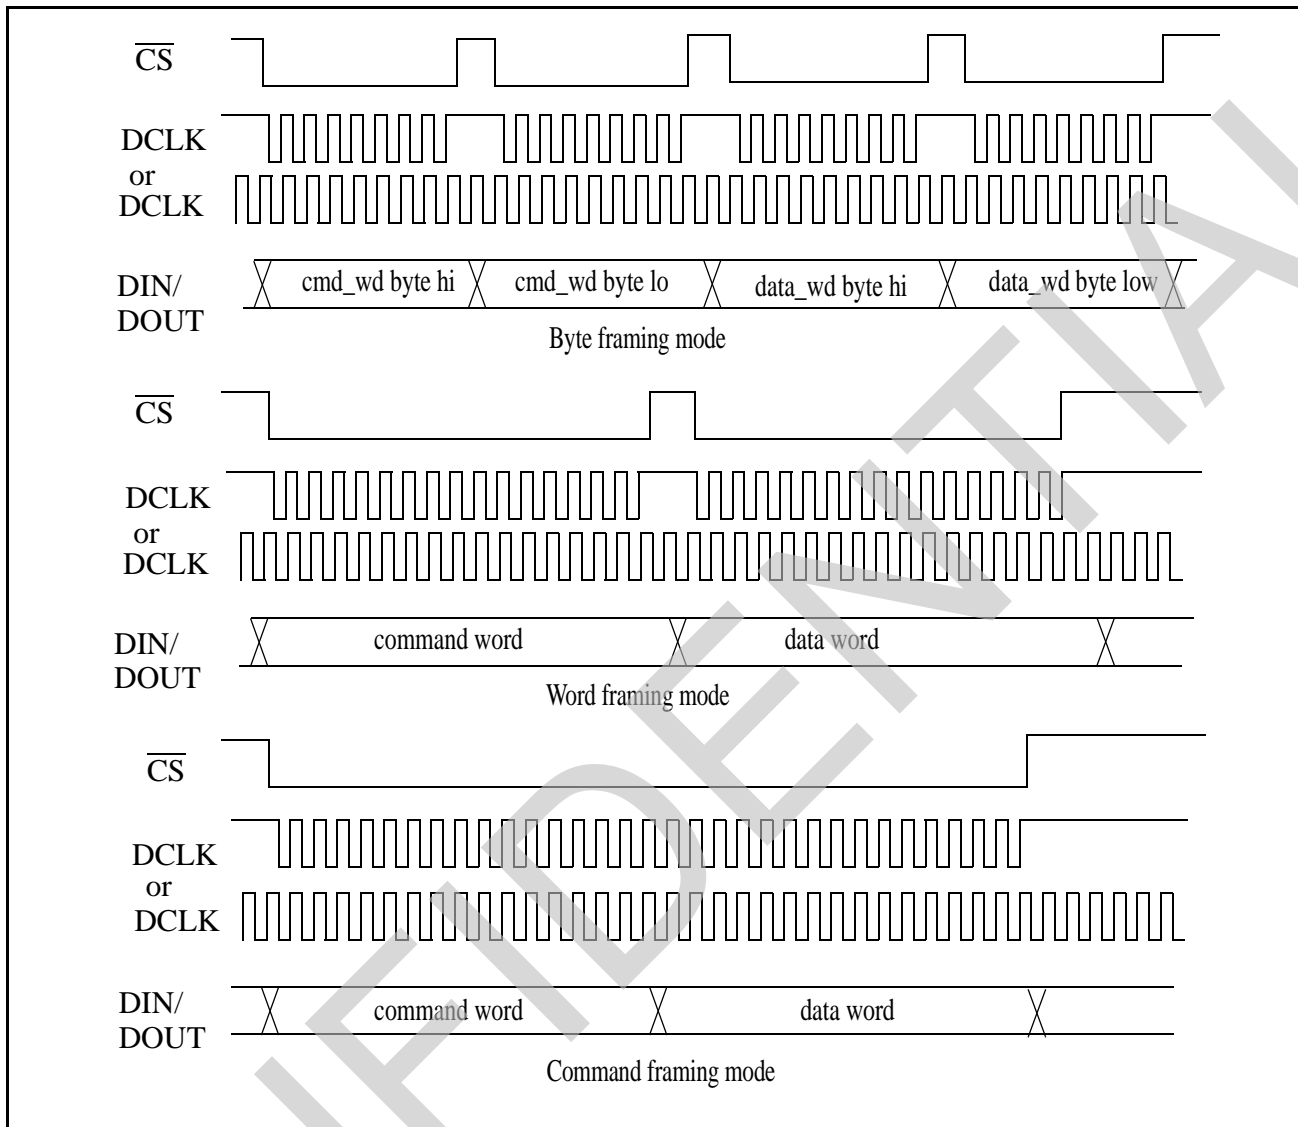 CS
DCLK
or
DCLK
DIN/
DOUT
cmd_wd byte hi
cmd_wd byte lo
data_wd byte hi
data_wd byte low
Byte framing mode
CS
DCLK
or
DCLK
DIN/
DOUT
command word
data word
Word framing mode
CS
DCLK
or
DCLK
DIN/
DOUT
command word
data word
Command framing mode
FIDENTIAL